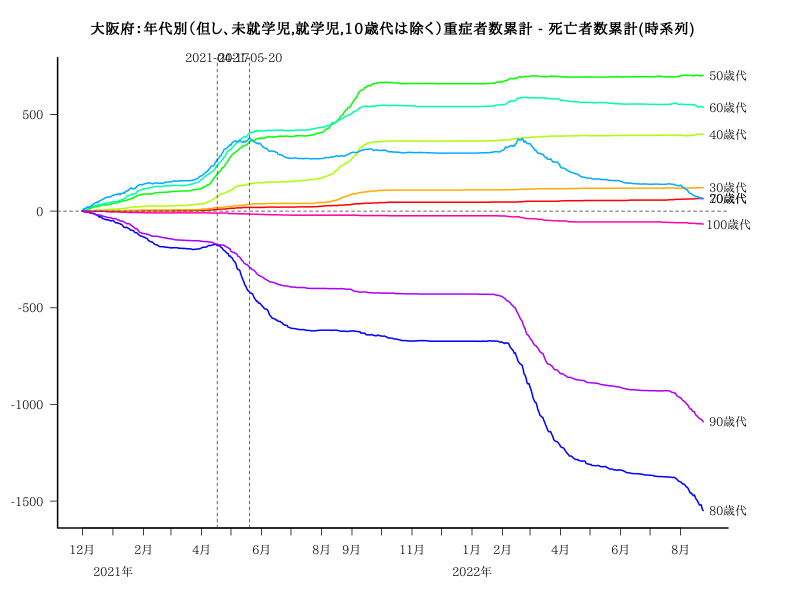 大阪府：年代別（但し、未就学児,就学児,10歳代は除く）重症者数累計 - 死亡者数累計(時系列)
2021-04-17
2021-05-20
50歳代
60歳代
40歳代
30歳代
70歳代
20歳代
100歳代
90歳代
80歳代
500
0
-500
-1000
-1500
12月 2月 4月 6月 8月 9月 11月 1月 2月 4月 6月 8月
2021年 2022年